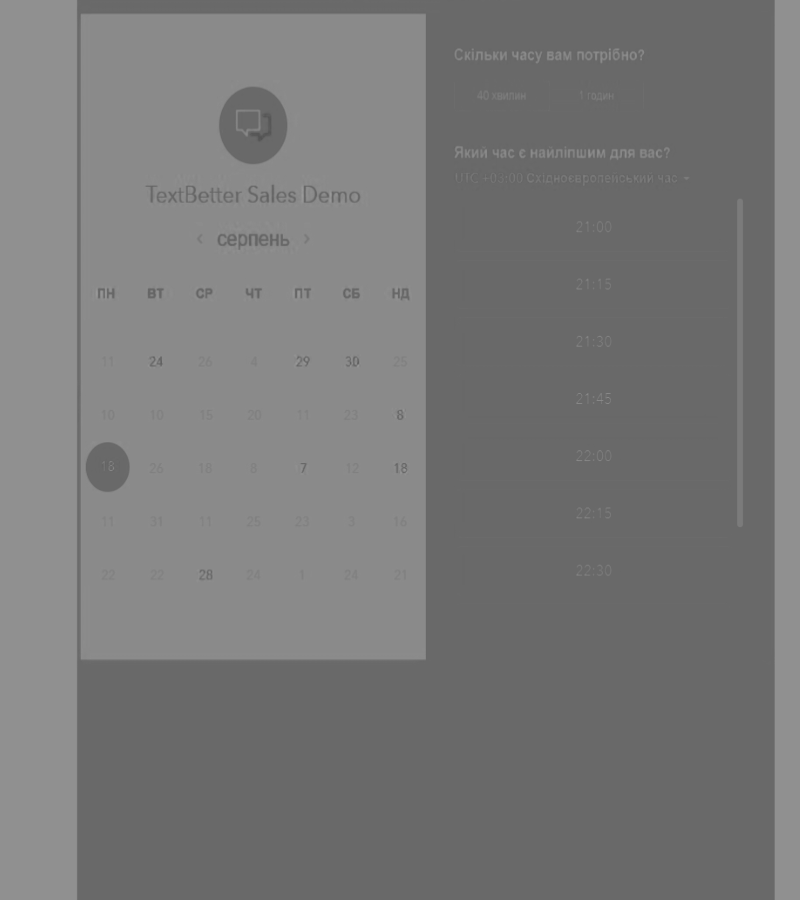 TextBetter Sales Demo
‹ серпень ›
ПН ВТ СР ЧТ ПТ СБ НД
11 24 26 4 29 30 25
10 10 15 20 11 23 8
18 26 18 8 7 12 18
11 31 11 25 23 3 16
22 22 28 24 1 24 21
Скільки часу вам потрібно?
40 хвилин 1 годин
Який час є найліпшим для вас?
UTC +03:00 Східноєвропейський час
21:00
21:15
21:30
21:45
22:00
22:15
22:30